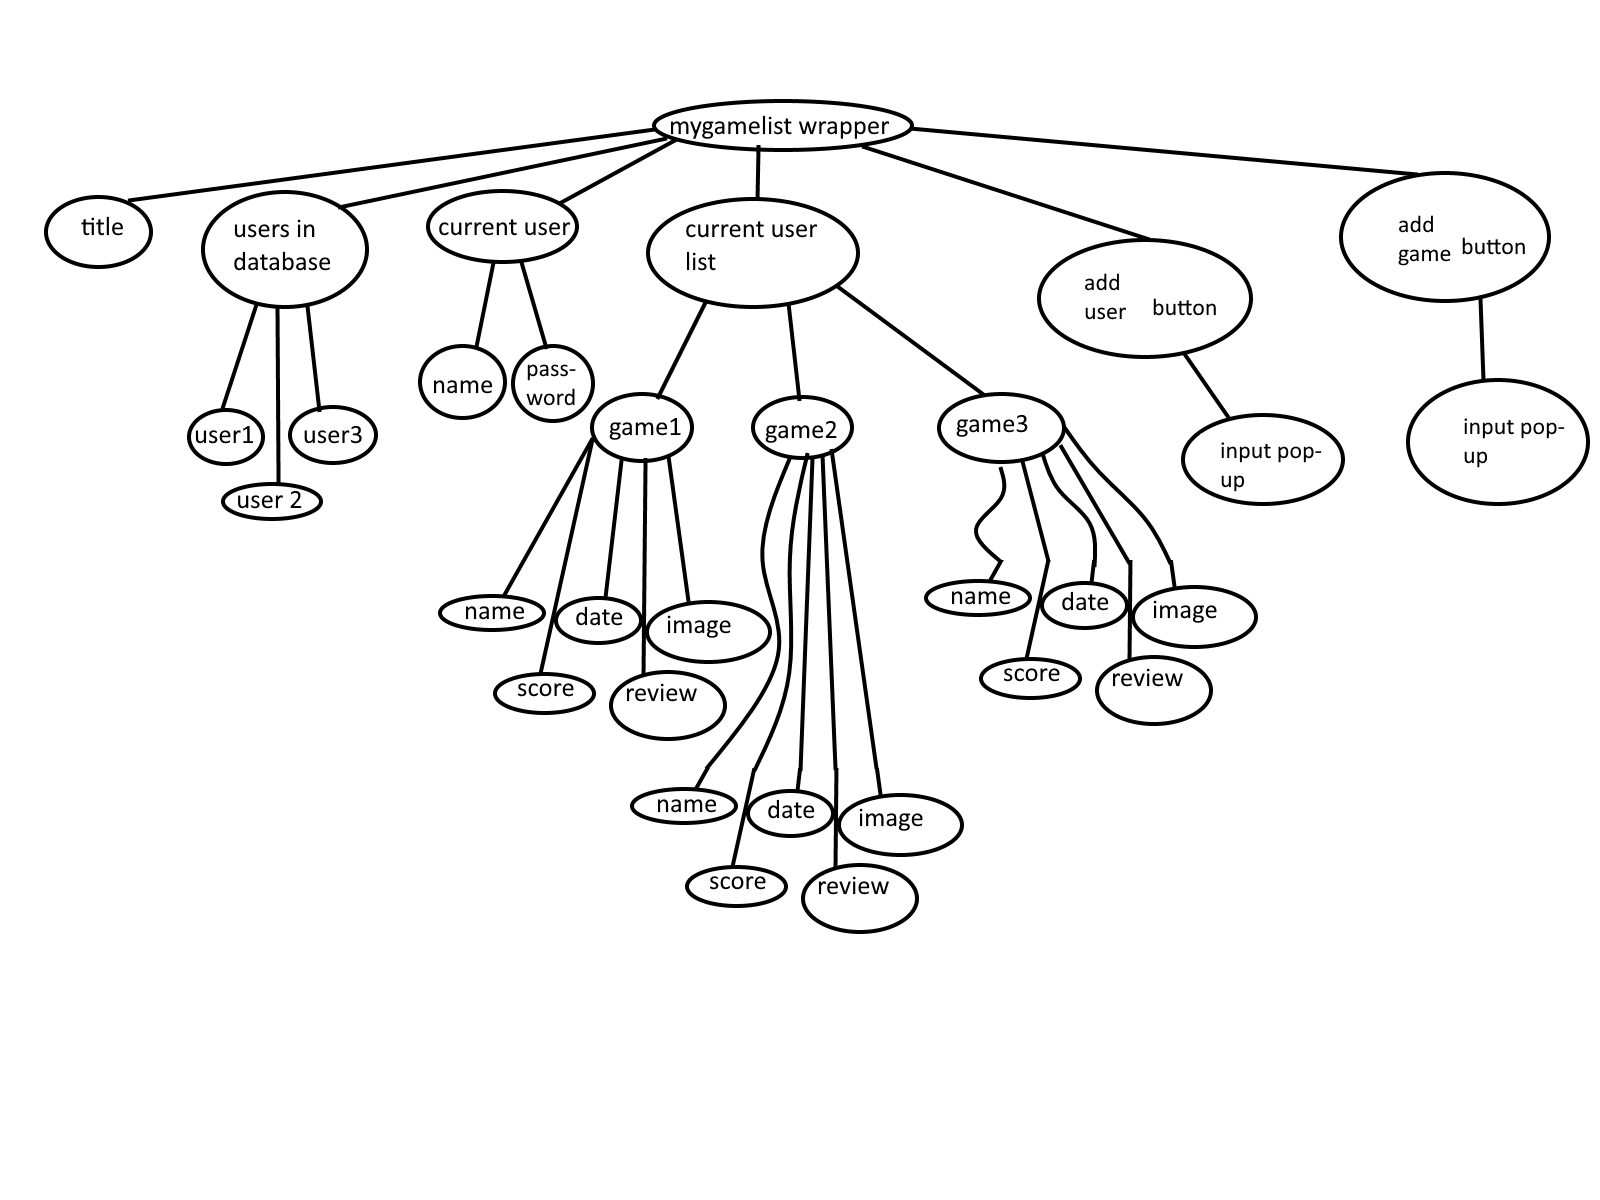 mygamelist wrapper
title
users in
database
current user
current user
list
add
user button
add
game button
name
pass-
word
user1
user3
user 2
game1
game2
game3
input pop-
up
input pop-
up
name
date
image
score
review
name
date
image
score
review
name
date
image
score
review